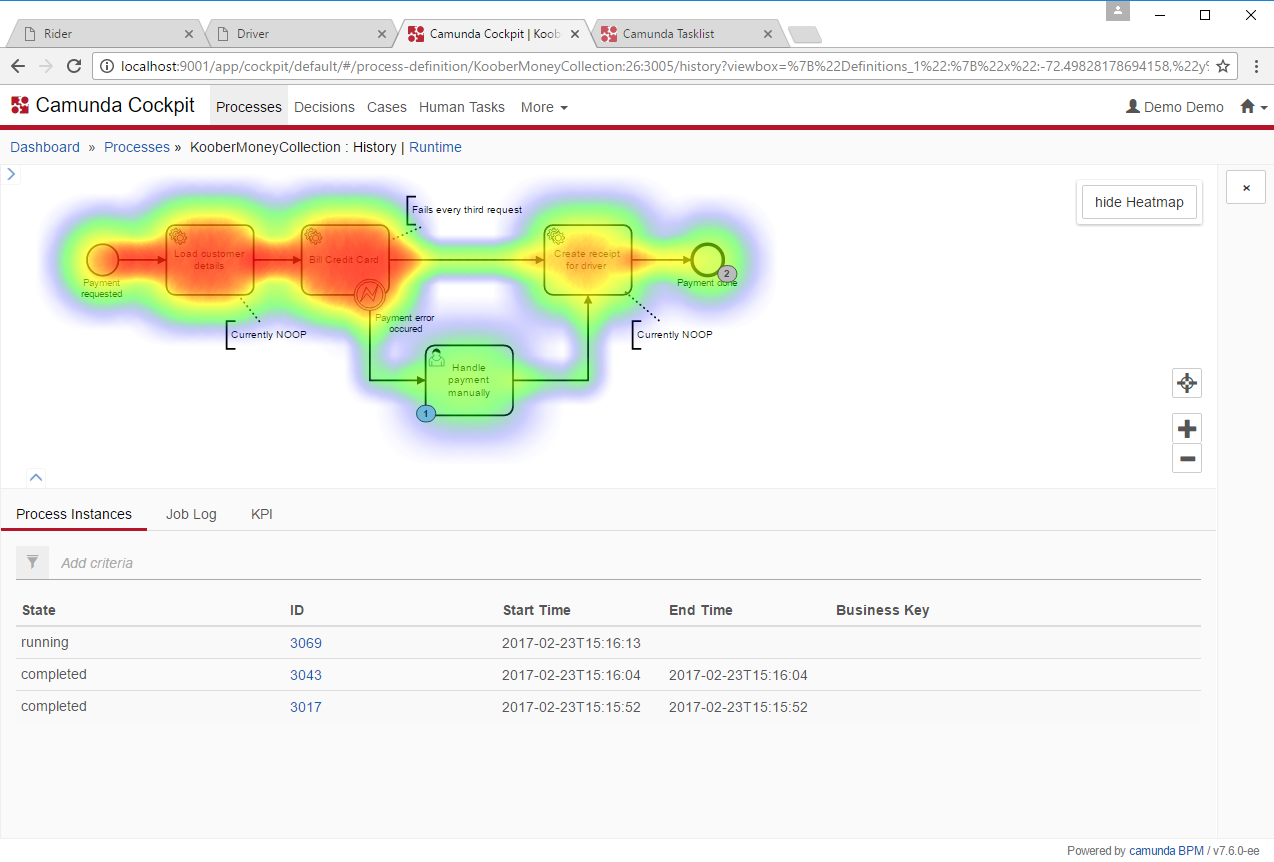 Rider
Driver
Camunda Cockpit | Koob
Camunda Tasklist
localhost:9001/app/cockpit/default/#/process-definition/KooberMoneyCollection:26:3005/history?viewbox=%7B%22Definitions_1%22:%7B%22x%22:-72.49828178694158,%22y%
Camunda Cockpit
Processes
Decisions
Cases
Human Tasks
More
Demo Demo
Dashboard » Processes » KooberMoneyCollection : History | Runtime
hide Heatmap
×
Fails every third request
Payment
requested
Load customer
details
Bill Credit Card
Create receipt
for driver
2
Payment done
Payment error
occured
Currently NOOP
Currently NOOP
Handle
payment
manually
1
Process Instances
Job Log
KPI
Add criteria
State ID Start Time End Time Business Key
running 3069 2017-02-23T15:16:13
completed 3043 2017-02-23T15:16:04 2017-02-23T15:16:04
completed 3017 2017-02-23T15:15:52 2017-02-23T15:15:52
Powered by camunda BPM / v7.6.0-ee